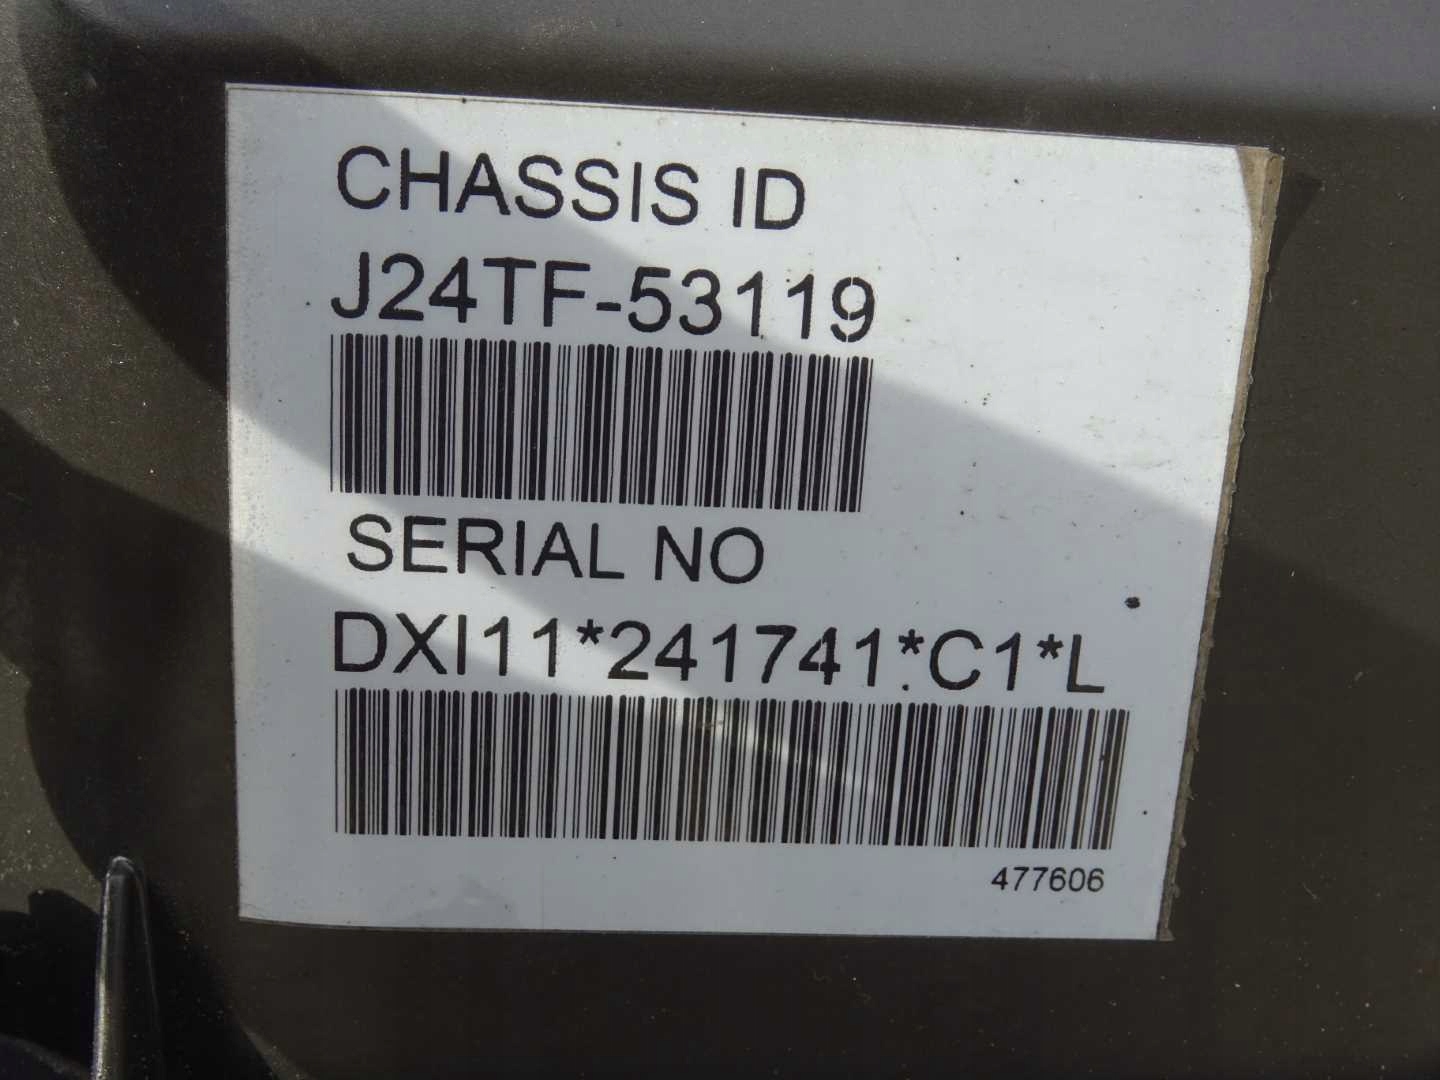 CHASSIS ID
J24TF-53119
SERIAL NO
DXI11*241741*C1*L
477606